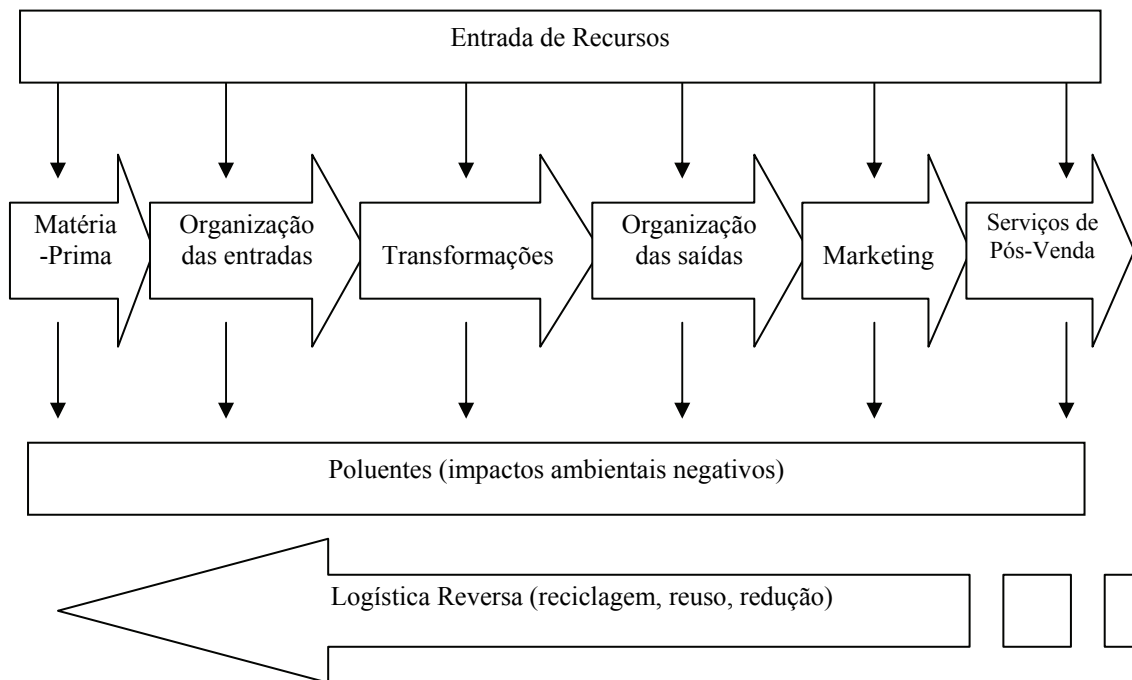 Entrada de Recursos
Matéria
-Prima
Organização
das entradas
Transformações
Organização
das saídas
Marketing
Serviços de
Pós-Venda
Poluentes (impactos ambientais negativos)
Logística Reversa (reciclagem, reuso, redução)